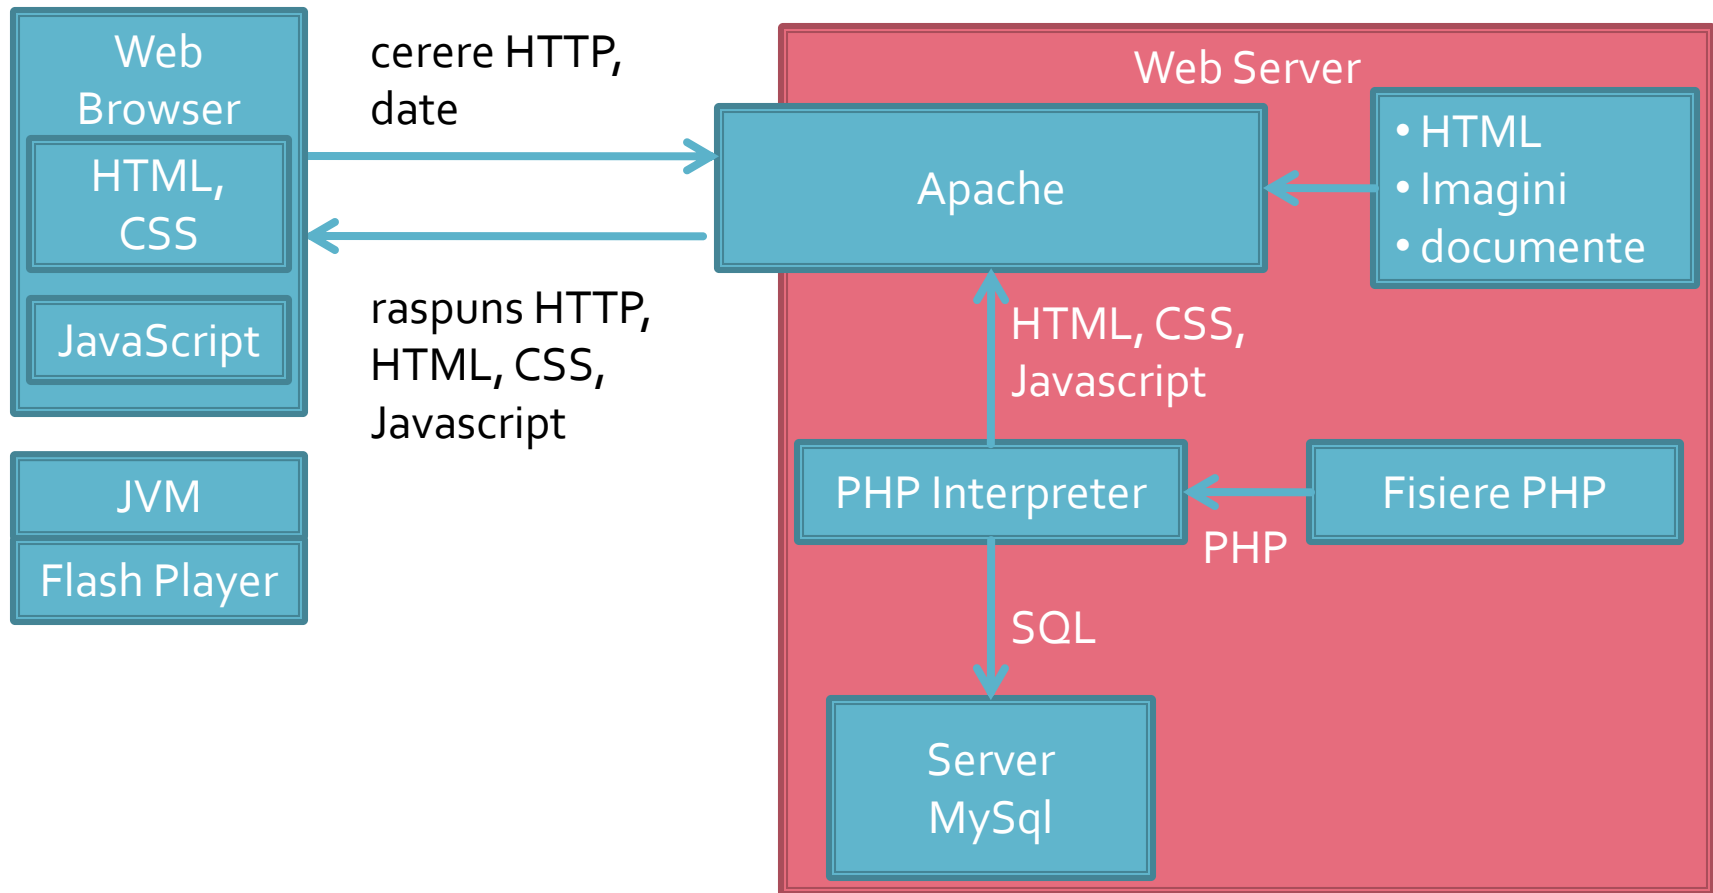 Web
Browser
HTML,
CSS
JavaScript
JVM
Flash Player
cerere HTTP,
date
raspuns HTTP,
HTML, CSS,
Javascript
Web Server
Apache
• HTML
• Imagini
• documente
HTML, CSS,
Javascript
PHP Interpreter
PHP
Fisiere PHP
SQL
Server
MySql